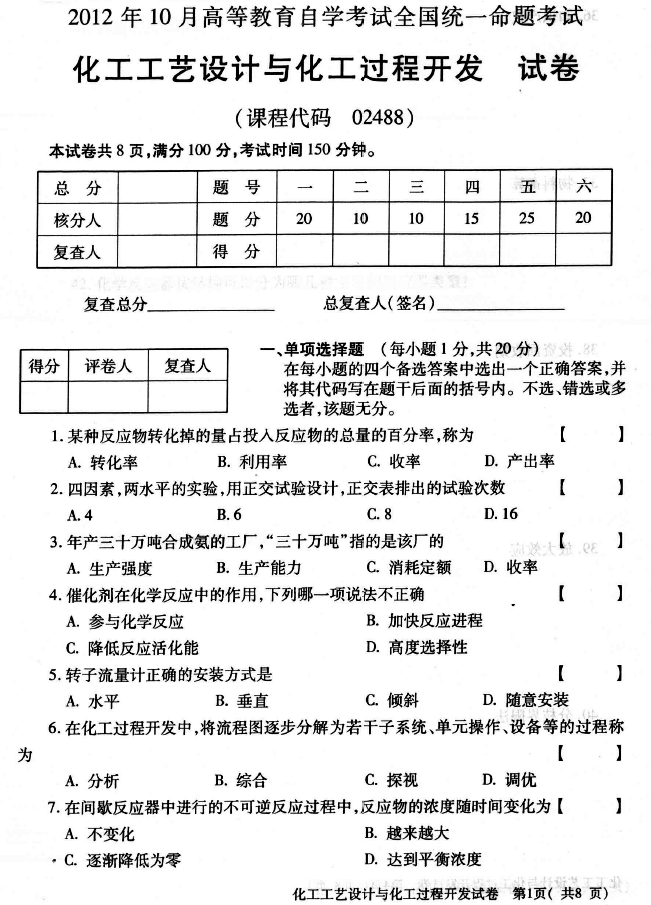 2012 年 10 月高等教育自学考试全国统一命题考试
化工工艺设计与化工过程开发 试卷
(课程代码 02488)
本试卷共 8 页,满分 100 分,考试时间 150 分钟。
总 分 题 号 一 二 三 四 五 六
核分人 题 分 20 10 10 15 25 20
复查人 得 分
复查总分 总复查人(签名)
得分 评卷人 复查人
一、单项选择题 (每小题 1 分,共 20 分)
在每小题的四个备选答案中选出一个正确答案,并
将其代码写在题干后面的括号内。不选、错选或多
选者,该题无分。
1. 某种反应物转化掉的量占投入反应物的总量的百分率,称为 【 】
A. 转化率 B. 利用率 C. 收率 D. 产出率
2. 四因素,两水平的实验,用正交试验设计,正交表排出的试验次数 【 】
A. 4 B. 6 C. 8 D. 16
3. 年产三十万吨合成氨的工厂,“三十万吨”指的是该厂的 【 】
A. 生产强度 B. 生产能力 C. 消耗定额 D. 收率
4. 催化剂在化学反应中的作用,下列哪一项说法不正确 【 】
A. 参与化学反应 B. 加快反应进程
C. 降低反应活化能 D. 高度选择性
5. 转子流量计正确的安装方式是 【 】
A. 水平 B. 垂直 C. 倾斜 D. 随意安装
6. 在化工过程开发中,将流程图逐步分解为若干子系统、单元操作、设备等的过程称
为 【 】
A. 分析 B. 综合 C. 探视 D. 调优
7. 在间歇反应器中进行的不可逆反应过程中,反应物的浓度随时间变化为【 】
A. 不变化 B. 越来越大
C. 逐渐降低为零 D. 达到平衡浓度
化工工艺设计与化工过程开发试卷 第1页( 共8 页)